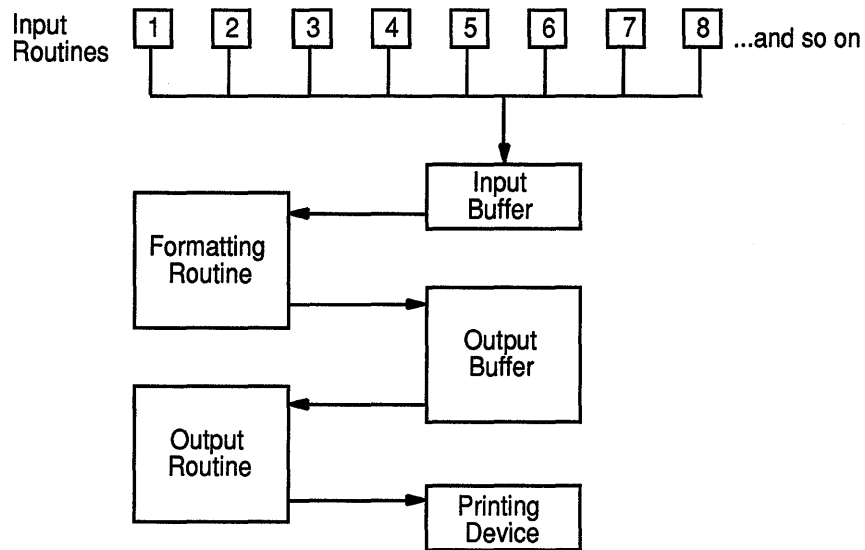 Input
Routines
1 2 3 4 5 6 7 8 ...and so on
Input
Buffer
Formatting
Routine
Output
Buffer
Output
Routine
Printing
Device